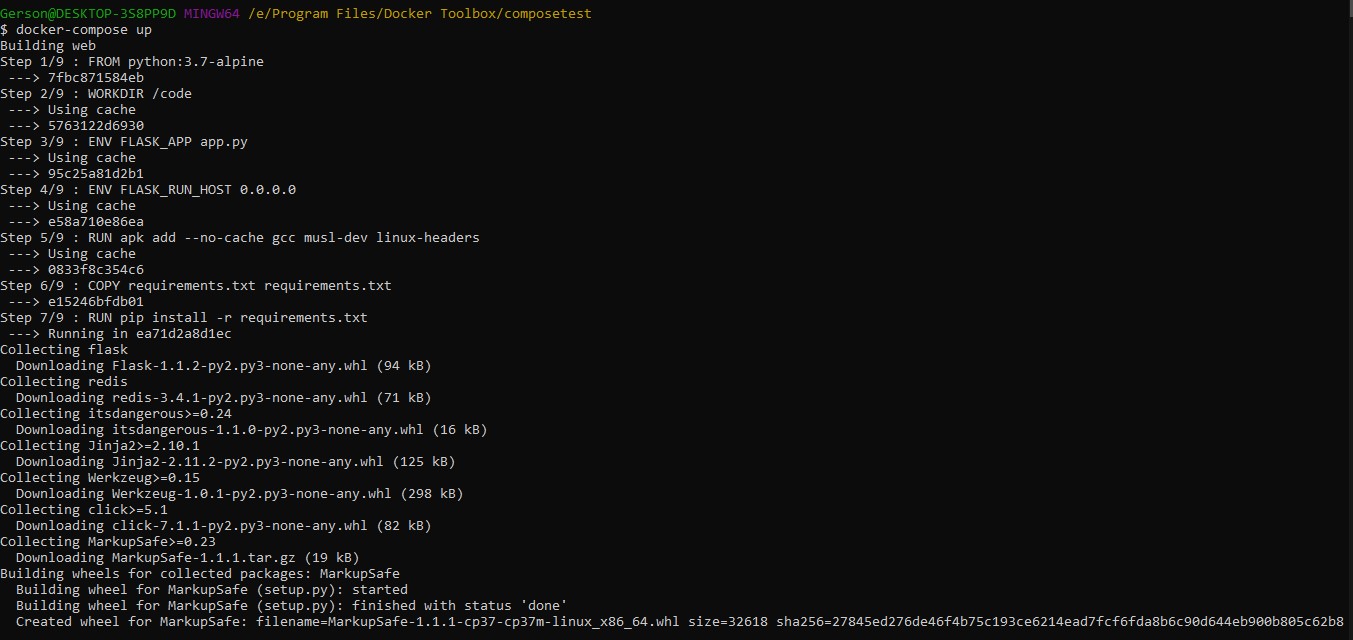 Gerson@DESKTOP-3S8PP9D MINGW64 /e/Program Files/Docker Toolbox/composetest
$ docker-compose up
Building web
Step 1/9 : FROM python:3.7-alpine
 ---> 7fbc871584eb
Step 2/9 : WORKDIR /code
 ---> Using cache
 ---> 5763122d6930
Step 3/9 : ENV FLASK_APP app.py
 ---> Using cache
 ---> 95c25a81d2b1
Step 4/9 : ENV FLASK_RUN_HOST 0.0.0.0
 ---> Using cache
 ---> e58a710e86ea
Step 5/9 : RUN apk add --no-cache gcc musl-dev linux-headers
 ---> Using cache
 ---> 0833f8c354c6
Step 6/9 : COPY requirements.txt requirements.txt
 ---> e15246bfdb01
Step 7/9 : RUN pip install -r requirements.txt
 ---> Running in ea71d2a8d1ec
Collecting flask
  Downloading Flask-1.1.2-py2.py3-none-any.whl (94 kB)
Collecting redis
  Downloading redis-3.4.1-py2.py3-none-any.whl (71 kB)
Collecting itsdangerous>=0.24
  Downloading itsdangerous-1.1.0-py2.py3-none-any.whl (16 kB)
Collecting Jinja2>=2.10.1
  Downloading Jinja2-2.11.2-py2.py3-none-any.whl (125 kB)
Collecting Werkzeug>=0.15
  Downloading Werkzeug-1.0.1-py2.py3-none-any.whl (298 kB)
Collecting click>=5.1
  Downloading click-7.1.1-py2.py3-none-any.whl (82 kB)
Collecting MarkupSafe>=0.23
  Downloading MarkupSafe-1.1.1.tar.gz (19 kB)
Building wheels for collected packages: MarkupSafe
  Building wheel for MarkupSafe (setup.py): started
  Building wheel for MarkupSafe (setup.py): finished with status 'done'
  Created wheel for MarkupSafe: filename=MarkupSafe-1.1.1-cp37-cp37m-linux_x86_64.whl size=32618 sha256=27845ed276de46f4b75c193ce6214ead7fcf6fda8b6c90d644eb900b805c62b8